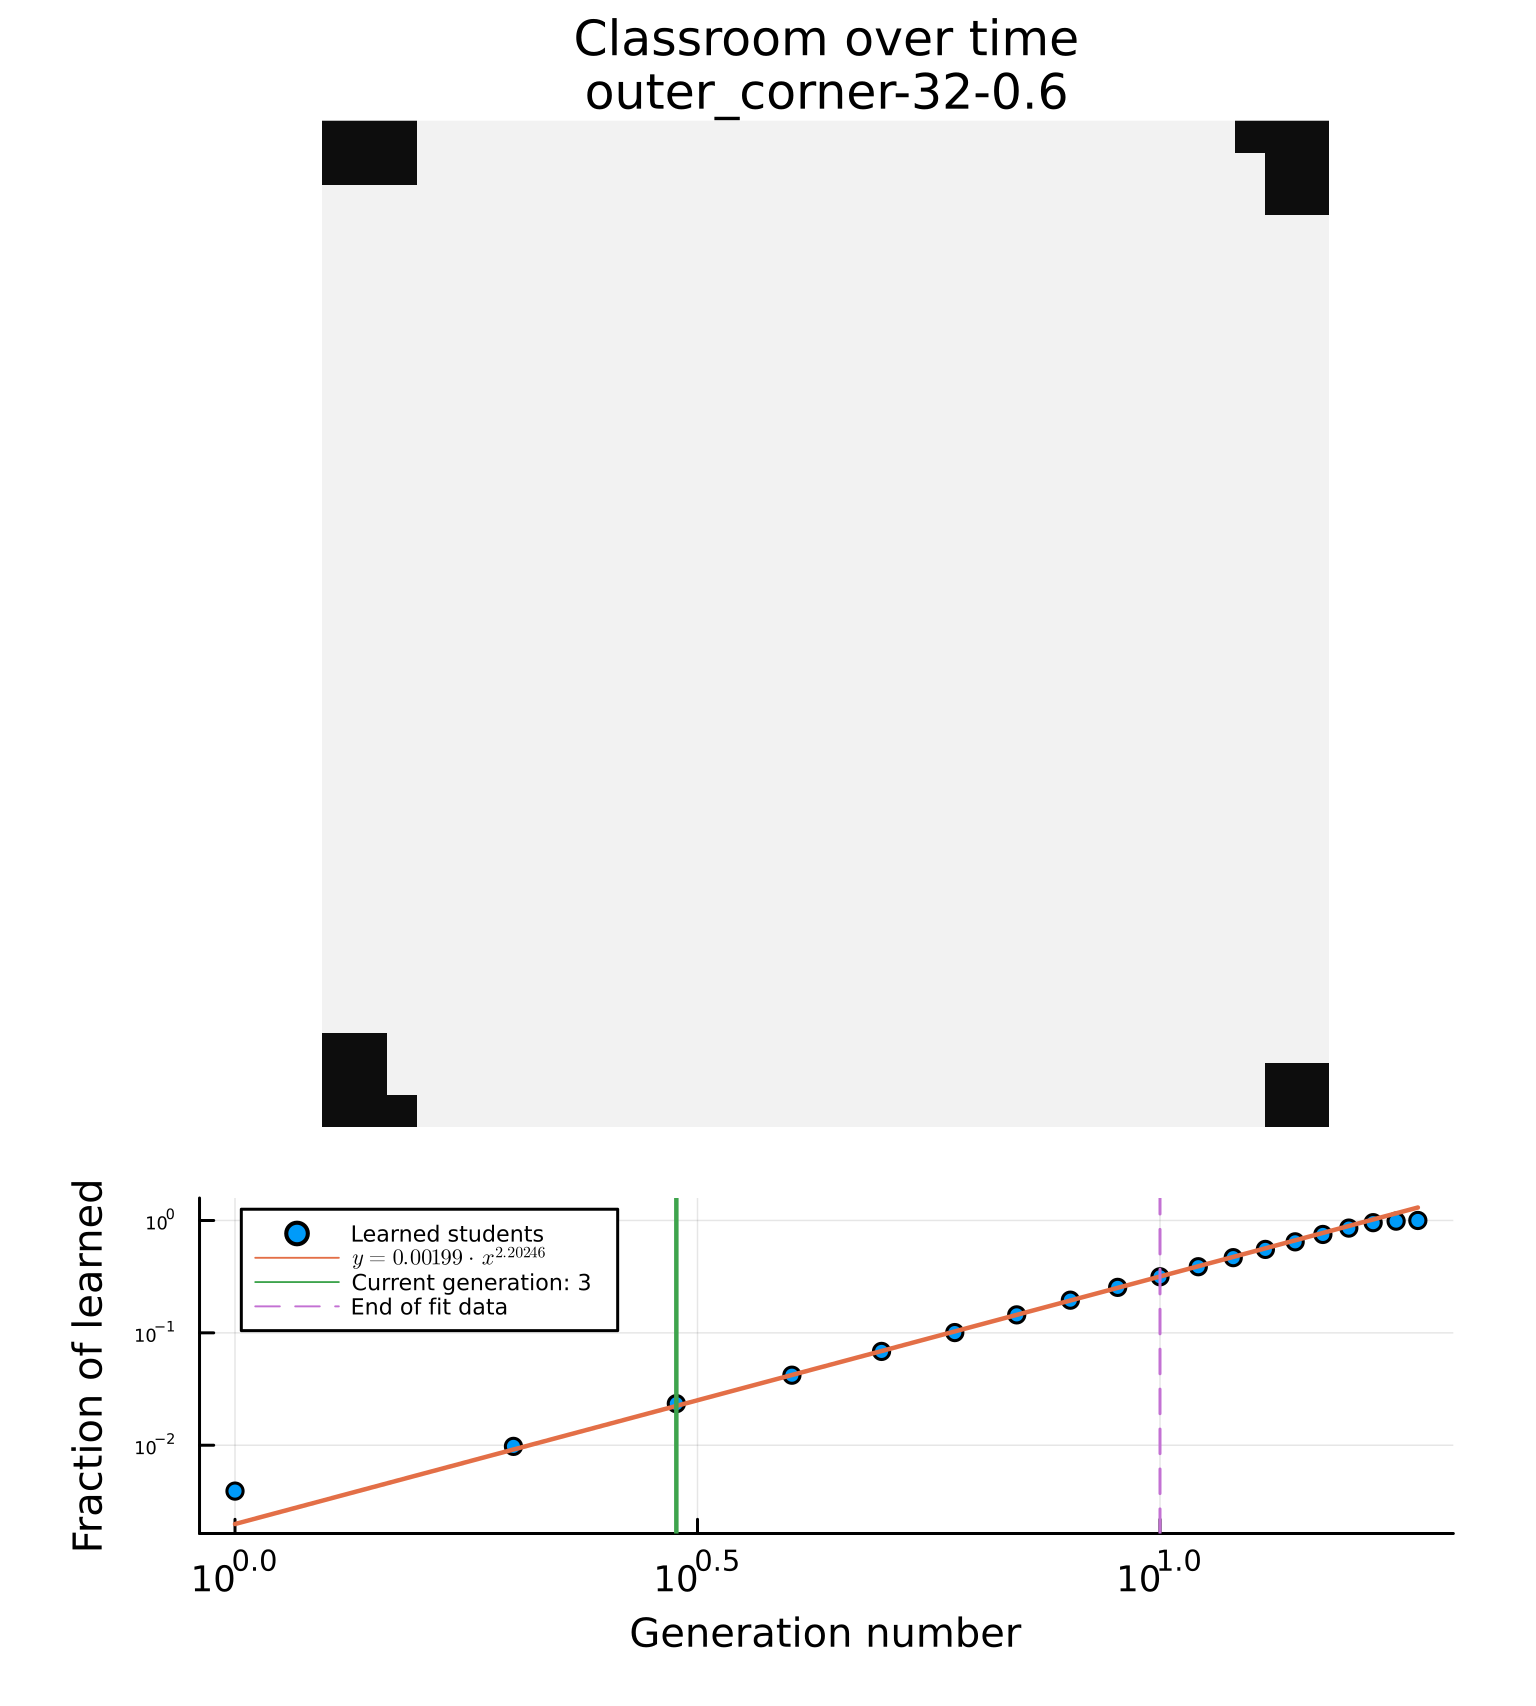 Classroom over time
outer_corner-32-0.6
Fraction of learned
10^0
10^−1
10^−2
Learned students
y = 0.00199 · x^2.20246
Current generation: 3
End of fit data
10^0.0 10^0.5 10^1.0
Generation number